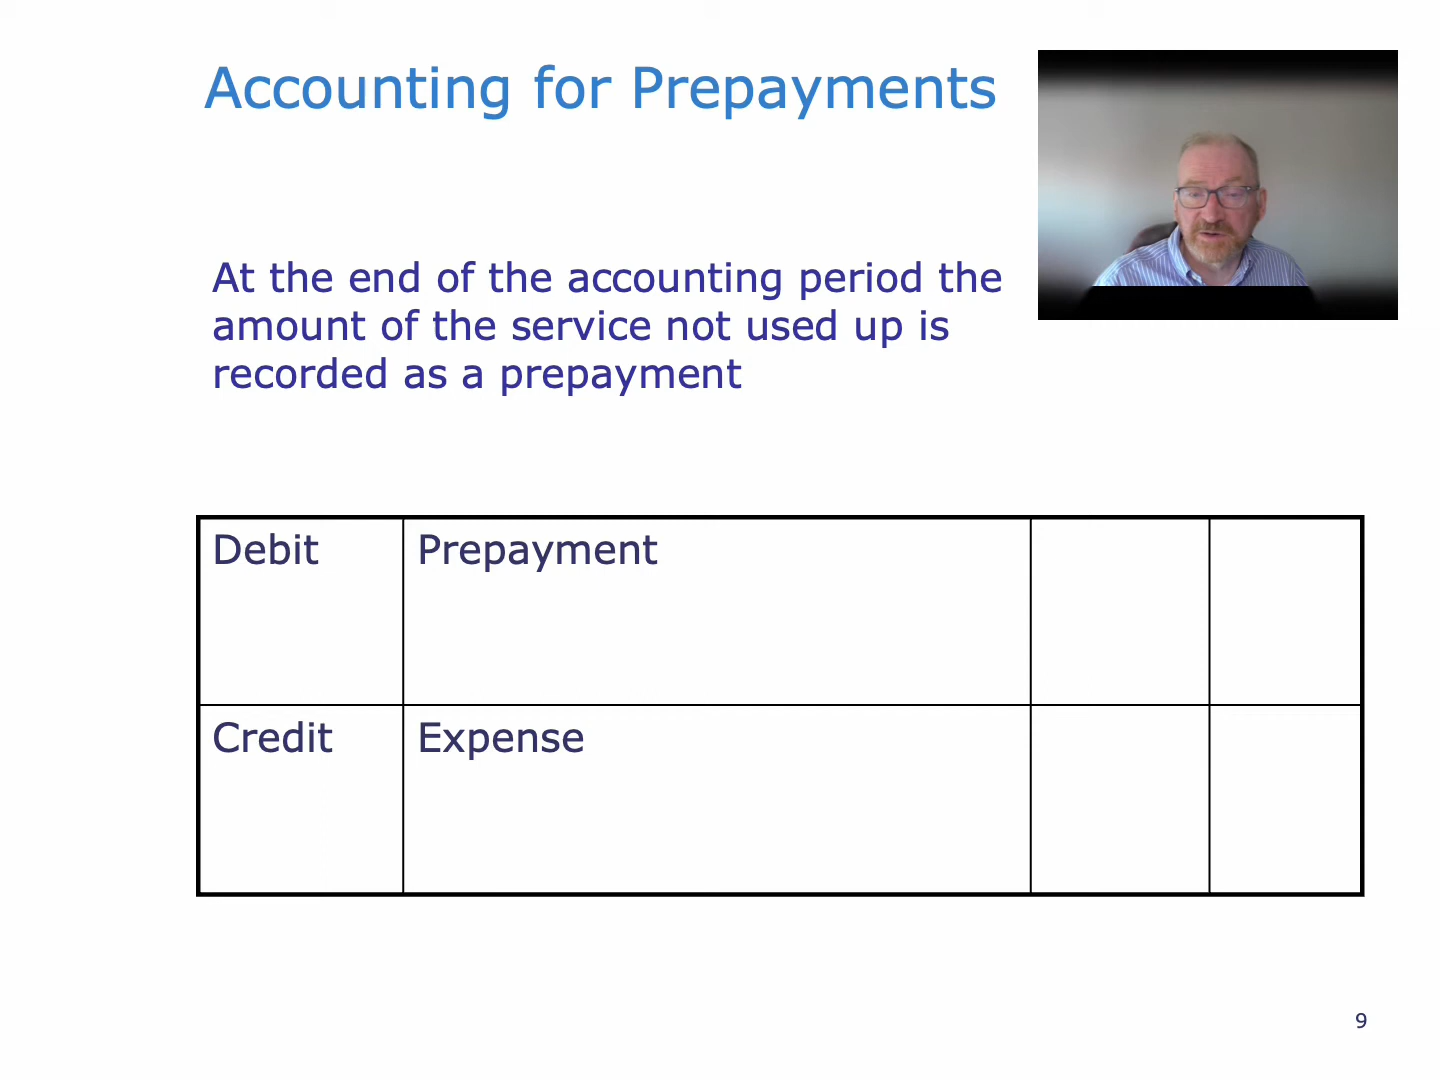 Accounting for Prepayments
At the end of the accounting period the
amount of the service not used up is
recorded as a prepayment
Debit Prepayment
Credit Expense
9